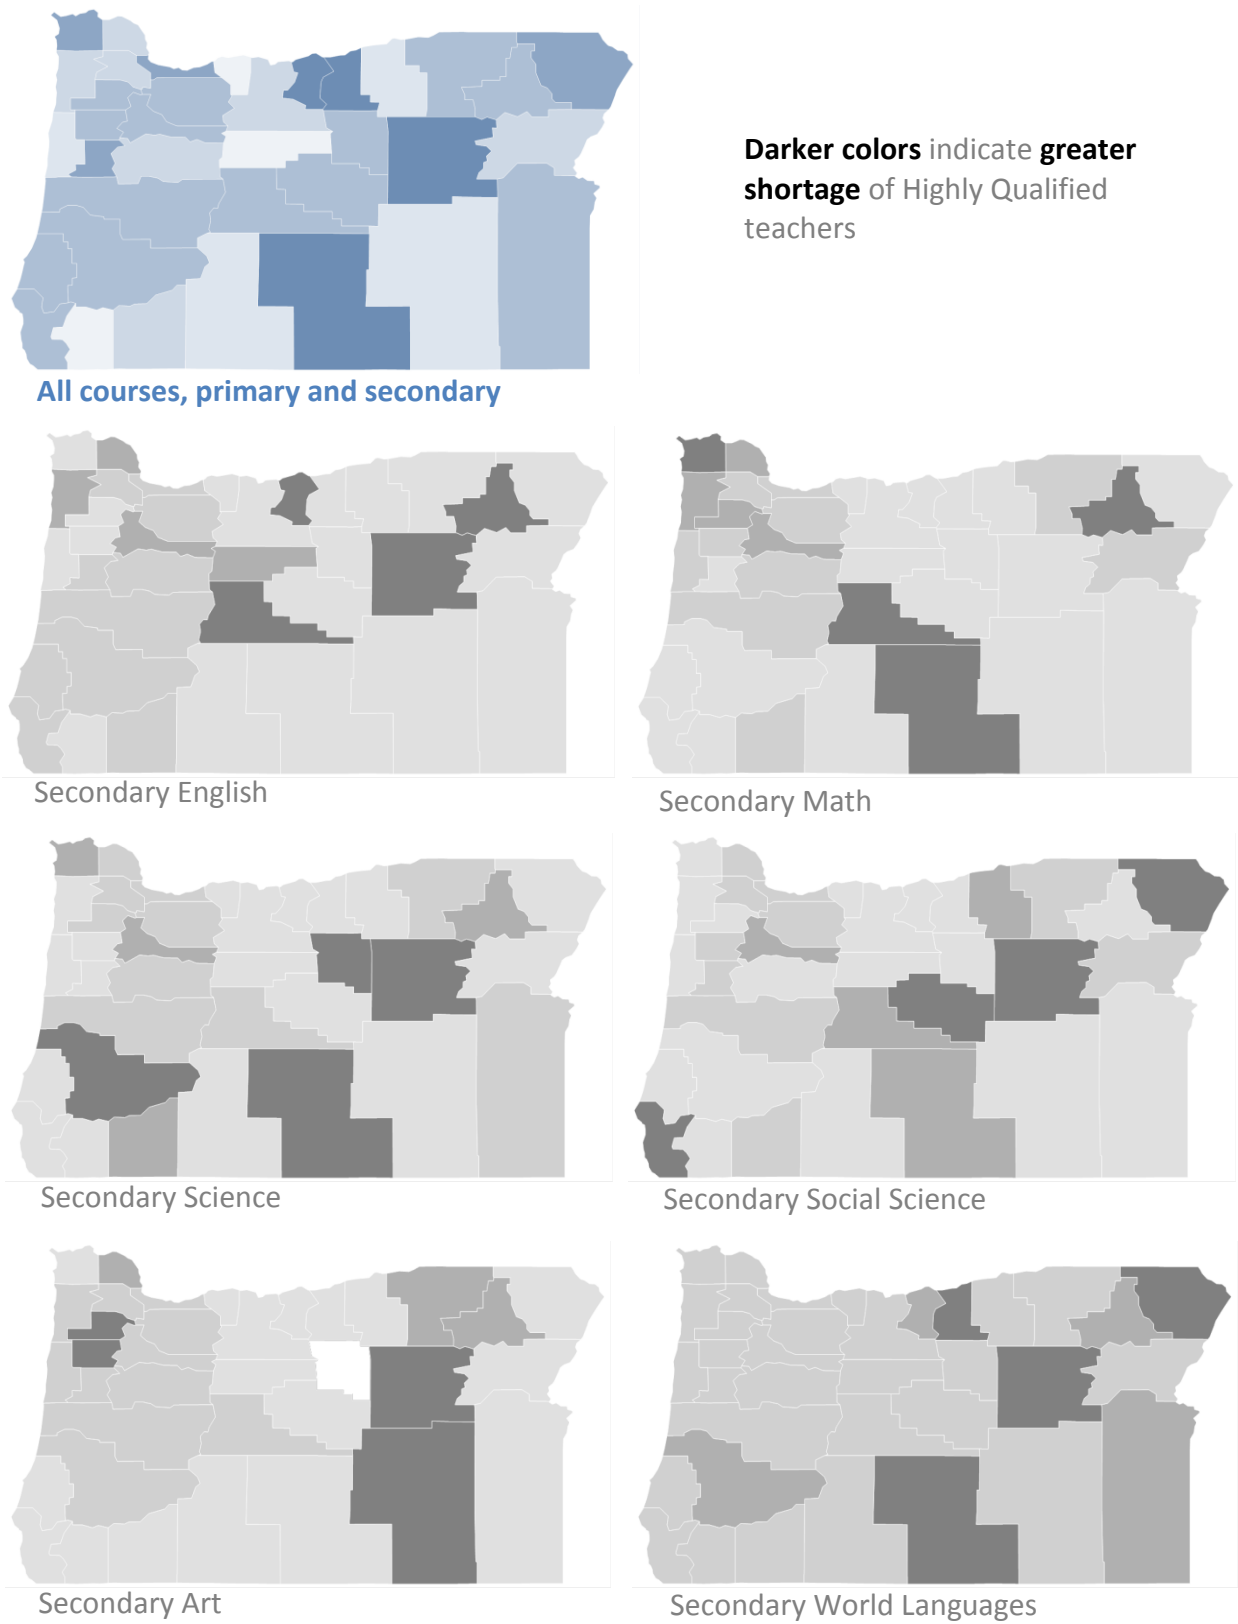 Darker colors indicate greater
shortage of Highly Qualified
teachers
All courses, primary and secondary
Secondary English
Secondary Math
Secondary Science
Secondary Social Science
Secondary Art
Secondary World Languages